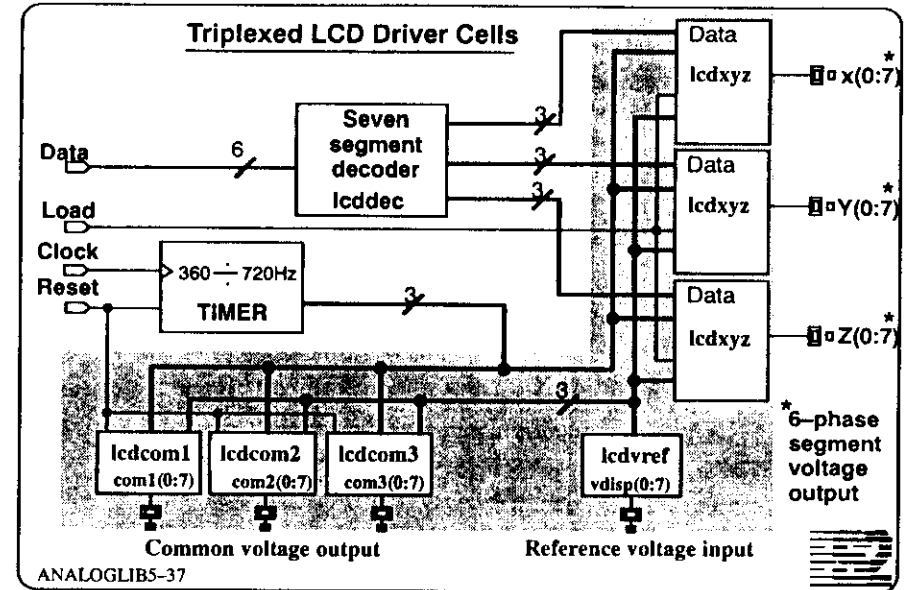 Triplexed LCD Driver Cells
Data
lcdxyz
*
x(0:7)
3
Seven
segment
decoder
lcddec
Data
6
3
Data
lcdxyz
*
Y(0:7)
3
Load
Clock
360 ÷ 720Hz
TIMER
Reset
3
Data
lcdxyz
*
Z(0:7)
3
*6-phase
segment
voltage
output
lcdcom1
com1(0:7)
lcdcom2
com2(0:7)
lcdcom3
com3(0:7)
lcdvref
vdisp(0:7)
Common voltage output
Reference voltage input
ANALOGLIB5-37